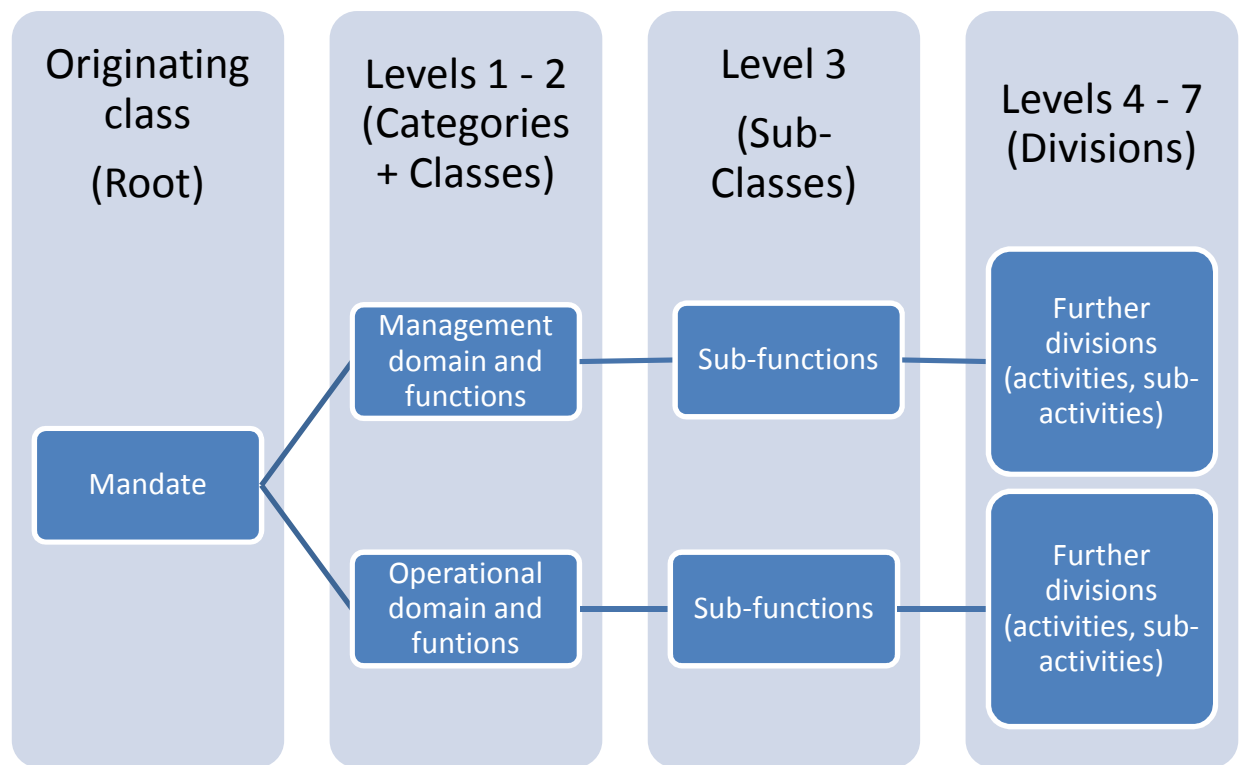 Originating
class
(Root)
Levels 1 - 2
(Categories
+ Classes)
Level 3
(Sub-
Classes)
Levels 4 - 7
(Divisions)
Mandate
Management
domain and
functions
Sub-functions
Further
divisions
(activities, sub-
activities)
Operational
domain and
funtions
Sub-functions
Further
divisions
(activities, sub-
activities)